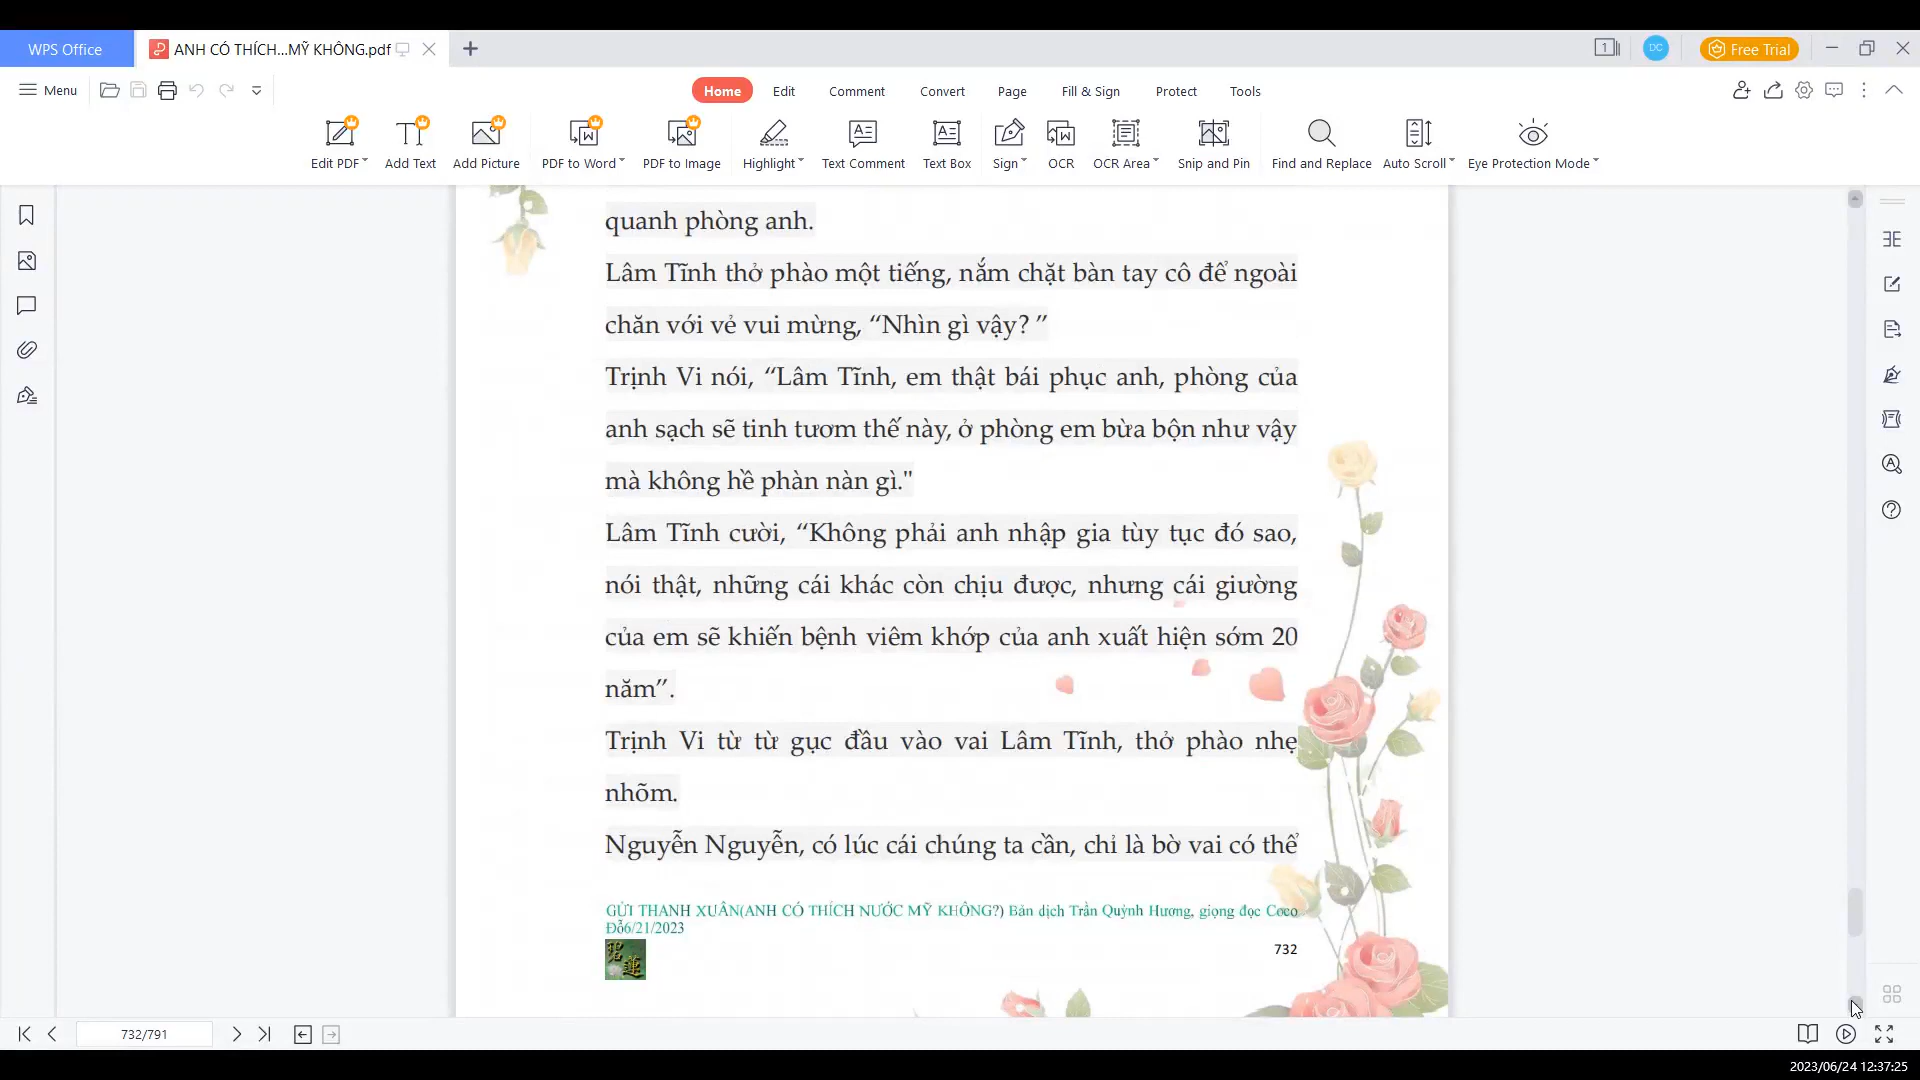 WPS Office
ANH CÓ THÍCH...MỸ KHÔNG.pdf
1
DC
Free Trial
Menu
Home
Edit
Comment
Convert
Page
Fill & Sign
Protect
Tools
Edit PDF
Add Text
Add Picture
PDF to Word
PDF to Image
Highlight
Text Comment
Text Box
Sign
OCR
OCR Area
Snip and Pin
Find and Replace
Auto Scroll
Eye Protection Mode
quanh phòng anh.
Lâm Tĩnh thở phào một tiếng, nắm chặt bàn tay cô để ngoài
chăn với vẻ vui mừng, “Nhìn gì vậy? ”
Trịnh Vi nói, “Lâm Tĩnh, em thật bái phục anh, phòng của
anh sạch sẽ tinh tươm thế này, ở phòng em bừa bộn như vậy
mà không hề phàn nàn gì."
Lâm Tĩnh cười, “Không phải anh nhập gia tùy tục đó sao,
nói thật, những cái khác còn chịu được, nhưng cái giường
của em sẽ khiến bệnh viêm khớp của anh xuất hiện sớm 20
năm”.
Trịnh Vi từ từ gục đầu vào vai Lâm Tĩnh, thở phào nhẹ
nhõm.
Nguyễn Nguyễn, có lúc cái chúng ta cần, chỉ là bờ vai có thể
GỬI THANH XUÂN(ANH CÓ THÍCH NƯỚC MỸ KHÔNG?) Bản dịch Trần Quỳnh Hương, giọng đọc Coco
Đỗ6/21/2023
碧蓮
732
732/791
2023/06/24 12:37:25